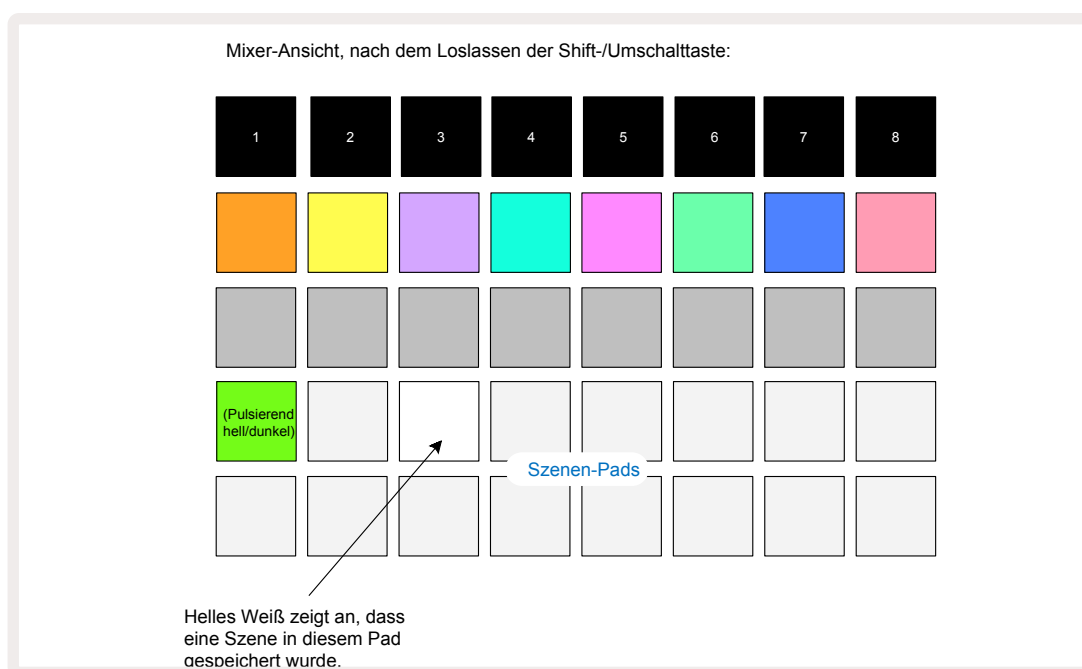 Mixer-Ansicht, nach dem Loslassen der Shift-/Umschalttaste:
1 2 3 4 5 6 7 8
(Pulsierend
hell/dunkel)
Szenen-Pads
Helles Weiß zeigt an, dass
eine Szene in diesem Pad
gespeichert wurde.